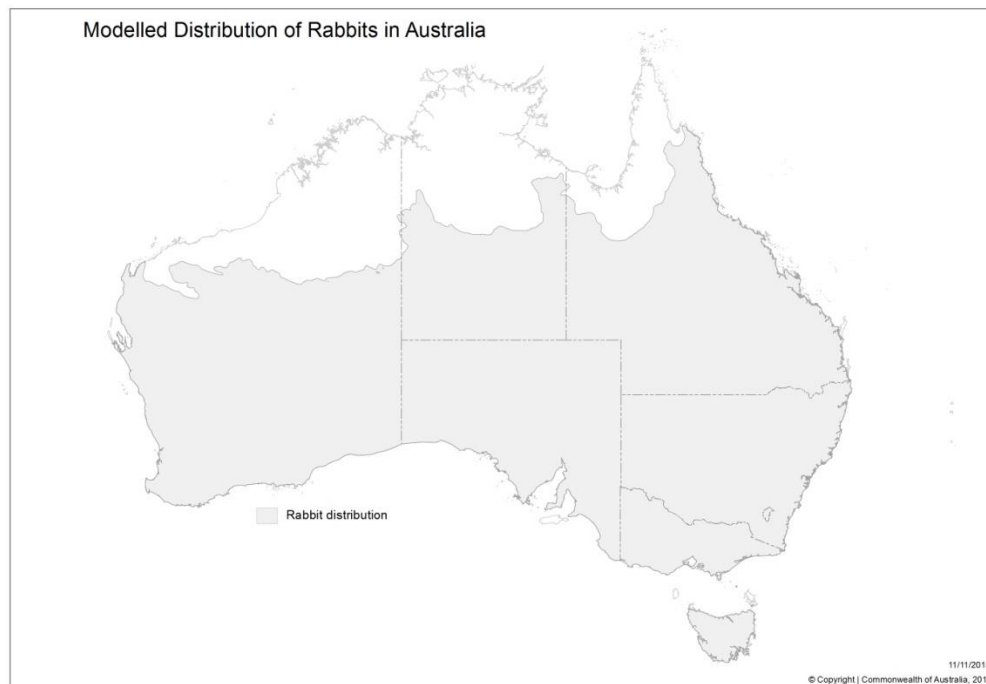 Modelled Distribution of Rabbits in Australia
Rabbit distribution
11/11/201
© Copyright | Commonwealth of Australia, 201